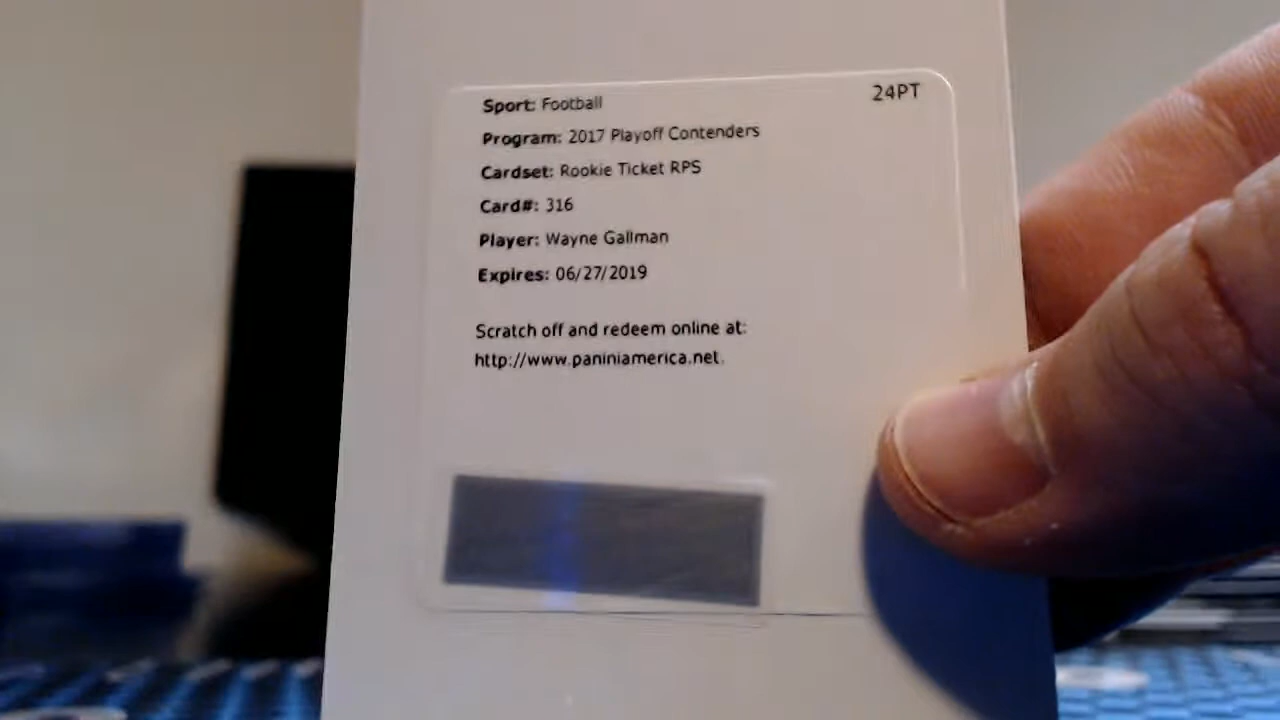 24PT
Sport: Football
Program: 2017 Playoff Contenders
Cardset: Rookie Ticket RPS
Card#: 316
Player: Wayne Gallman
Expires: 06/27/2019
Scratch off and redeem online at:
http://www.paniniamerica.net.